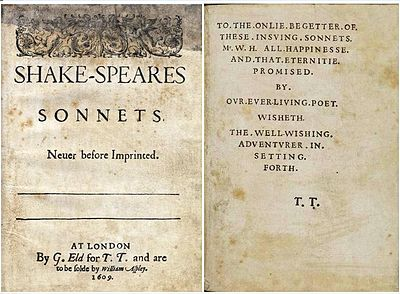 SHAKE-SPEARES
SONNETS.
Neuer before Imprinted.
AT LONDON
By G. Eld for T. T. and are
to be ſolde by William Aſpley.
1609.
TO.THE.ONLIE.BEGETTER.OF.
THESE.INSVING.SONNETS.
Mr.W.H. ALL.HAPPINESSE.
AND.THAT.ETERNITIE.
PROMISED.
BY.
OVR.EVER-LIVING.POET.
WISHETH.
THE.WELL-WISHING.
ADVENTVRER.IN.
SETTING.
FORTH.
T. T.